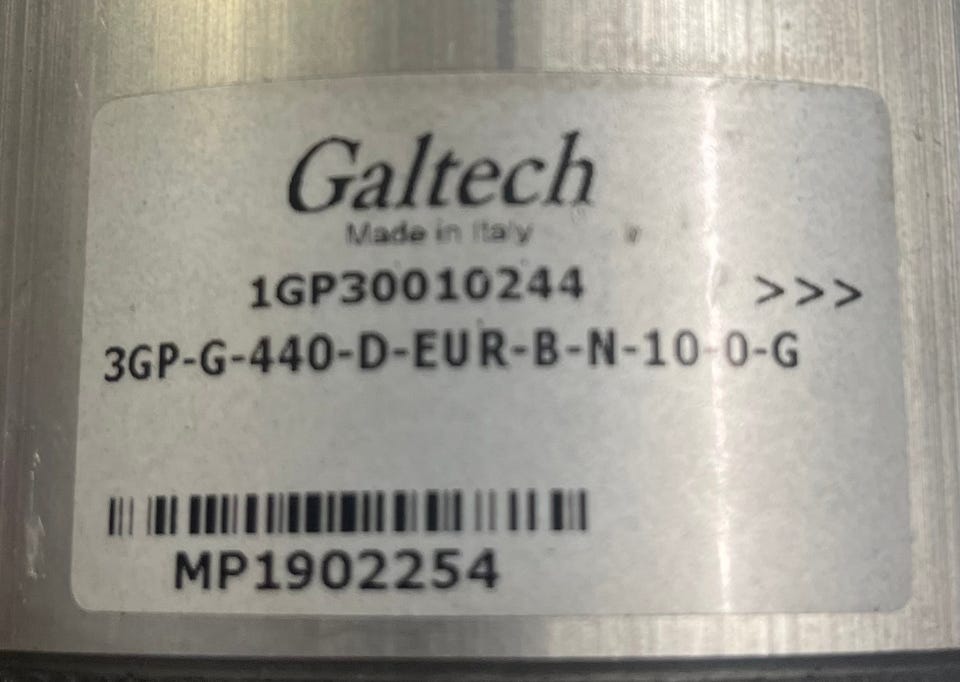 Galtech
Made in Italy
1GP30010244 >>>
3GP-G-440-D-EUR-B-N-10-0-G
MP1902254